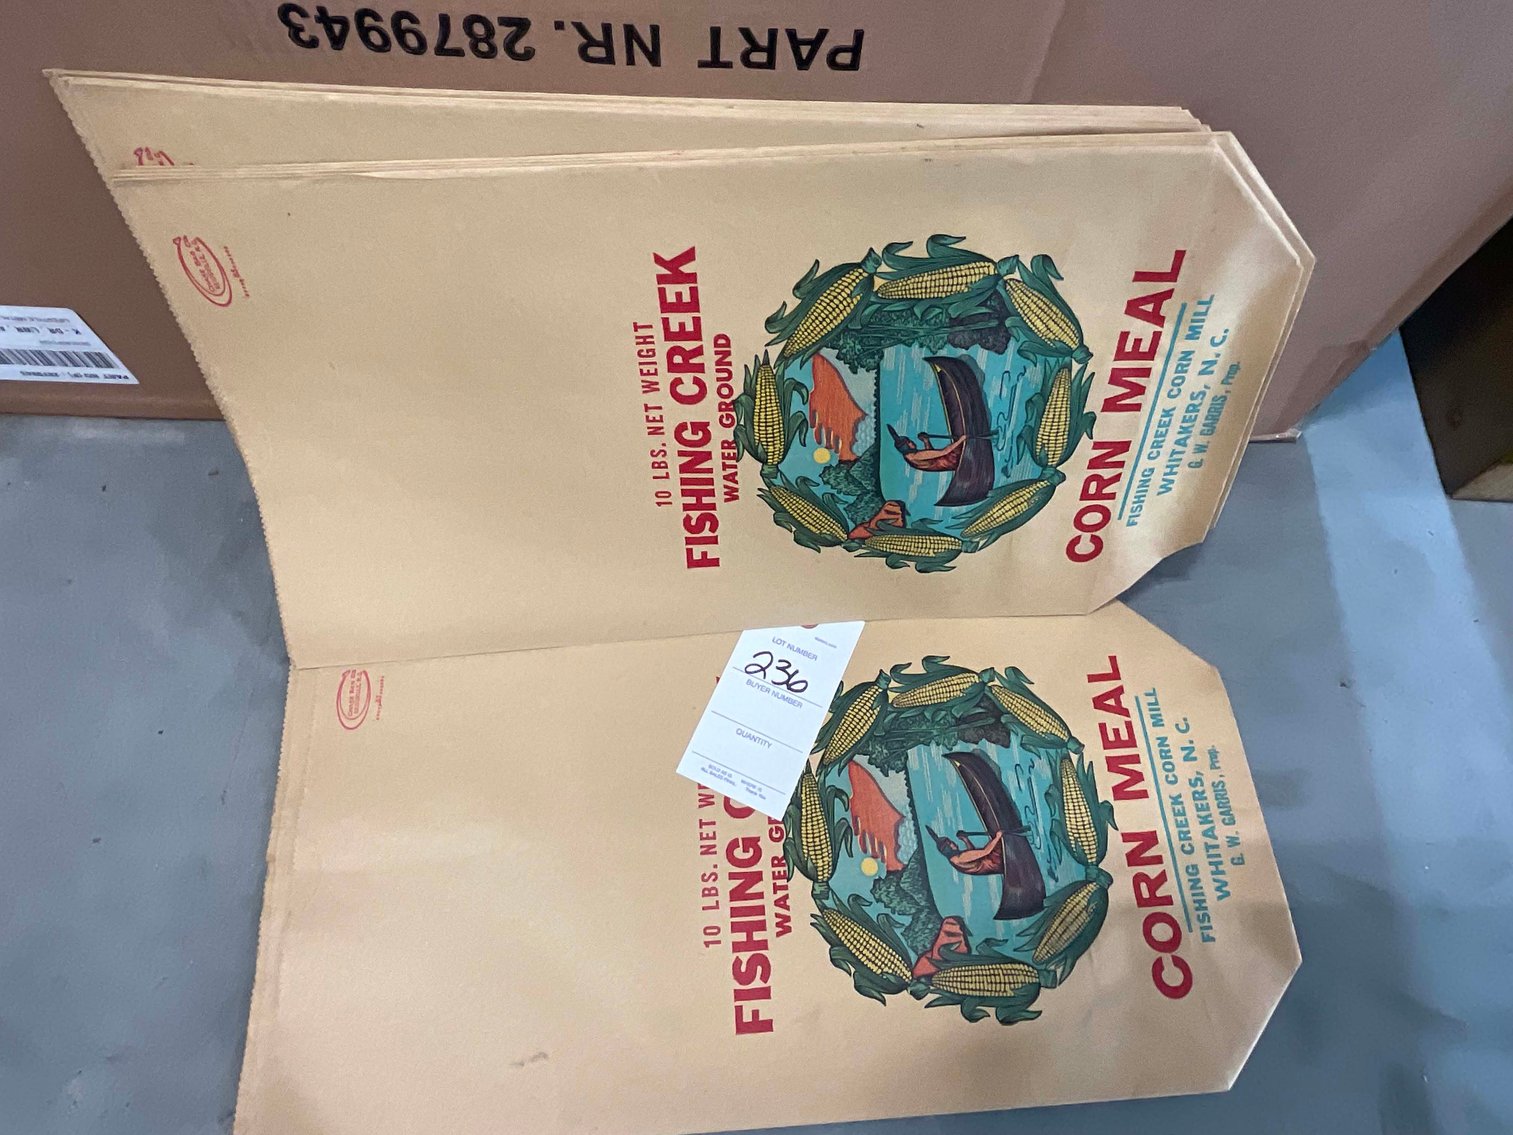 PART NR. 2879943
10 LBS. NET WEIGHT
FISHING CREEK
WATER GROUND
CORN MEAL
FISHING CREEK CORN MILL
WHITAKERS, N. C.
G. W. GARRIS, Prop.
LOT NUMBER
236
BUYER NUMBER
QUANTITY
10 LBS. NET
FISHING
WATER
CORN MEAL
FISHING CREEK CORN MILL
WHITAKERS, N. C.
G. W. GARRIS, Prop.